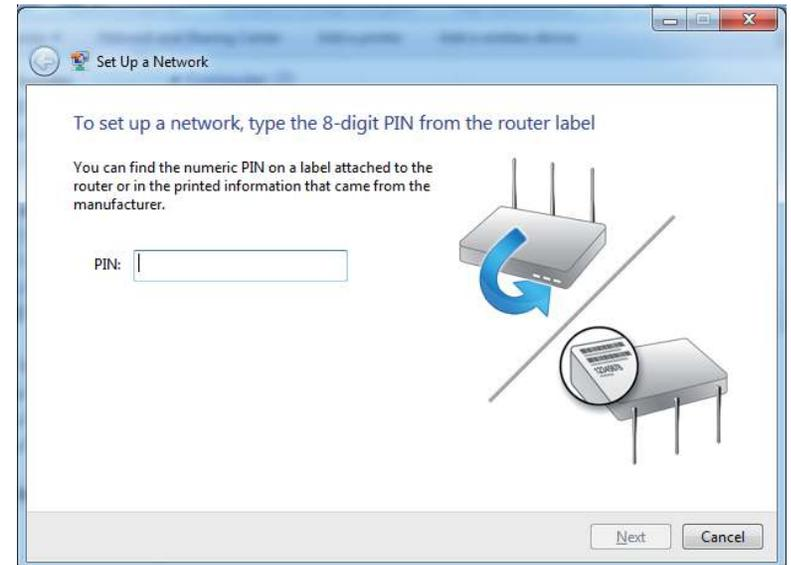 Set Up a Network
To set up a network, type the 8-digit PIN from the router label
You can find the numeric PIN on a label attached to the
router or in the printed information that came from the
manufacturer.
PIN:
12345678
Next
Cancel